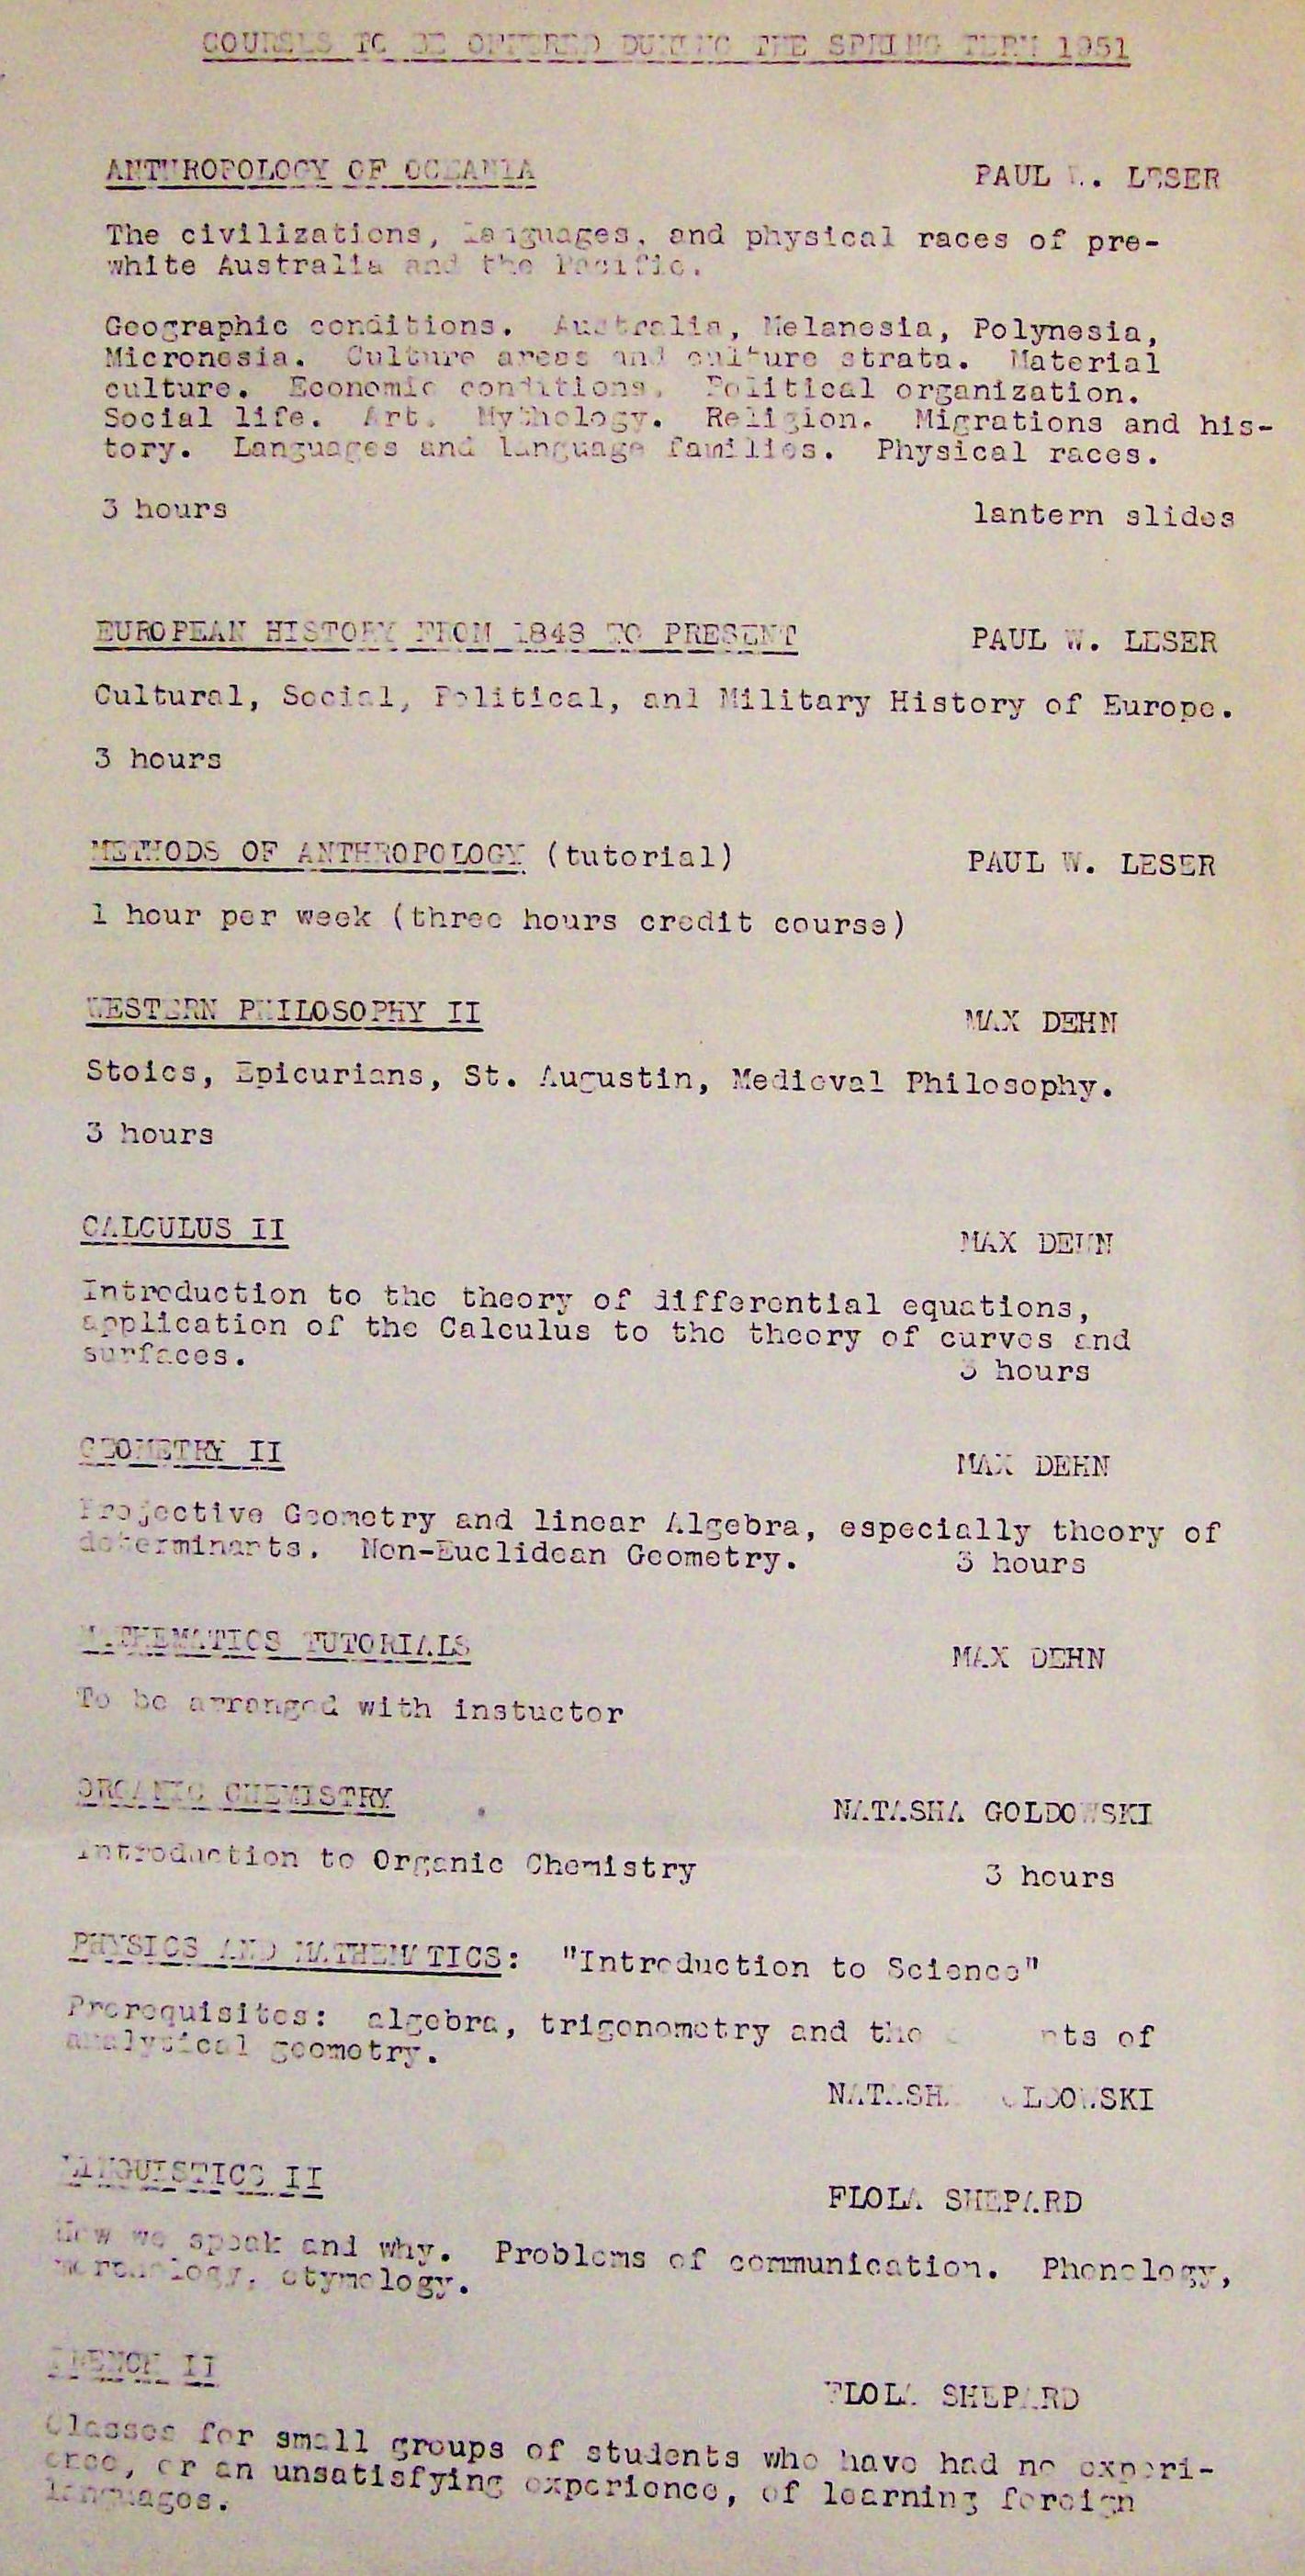 COURSES TO BE OFFERED DURING THE SPRING TERM 1951
ANTHROPOLOGY OF OCEANIA PAUL W. LESER
The civilizations, languages, and physical races of pre-
white Australia and the Pacific.
Geographic conditions. Australia, Melanesia, Polynesia,
Micronesia. Culture areas and culture strata. Material
culture. Economic conditions. Political organization.
Social life. Art. Mythology. Religion. Migrations and his-
tory. Languages and language families. Physical races.
3 hours lantern slides
EUROPEAN HISTORY FROM 1848 TO PRESENT PAUL W. LESER
Cultural, Social, Political, and Military History of Europe.
3 hours
METHODS OF ANTHROPOLOGY (tutorial) PAUL W. LESER
1 hour per week (three hours credit course)
WESTERN PHILOSOPHY II MAX DEHN
Stoics, Epicurians, St. Augustin, Medieval Philosophy.
3 hours
CALCULUS II MAX DEHN
Introduction to the theory of differential equations,
application of the Calculus to the theory of curves and
surfaces. 3 hours
GEOMETRY II MAX DEHN
Projective Geometry and linear Algebra, especially theory of
determinants. Non-Euclidean Geometry. 3 hours
MATHEMATICS TUTORIALS MAX DEHN
To be arranged with instuctor
ORGANIC CHEMISTRY NATASHA GOLDOWSKI
Introduction to Organic Chemistry 3 hours
PHYSICS AND MATHEMATICS: "Introduction to Science"
Prerequisites: algebra, trigonometry and the of
analytical geometry.
NATASHA GOLDOWSKI
LINGUISTICS II FLOLA SHEPARD
How we speak and why. Problems of communication. Phonology,
morphology, etymology.
FRENCH II FLOLA SHEPARD
Classes for small groups of students who have had no experi-
ence, or an unsatisfying experience, of learning foreign
languages.